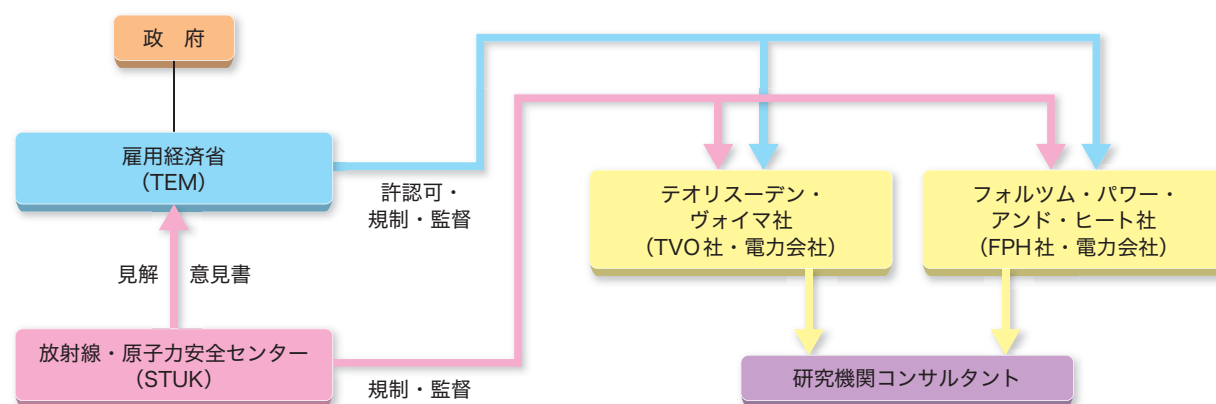 政　府
雇用経済省
（TEM）
許認可・
規制・監督
見解
意見書
放射線・原子力安全センター
（STUK）
規制・監督
テオリスーデン・
ヴォイマ社
（TVO社・電力会社）
フォルツム・パワー・
アンド・ヒート社
（FPH社・電力会社）
研究機関コンサルタント